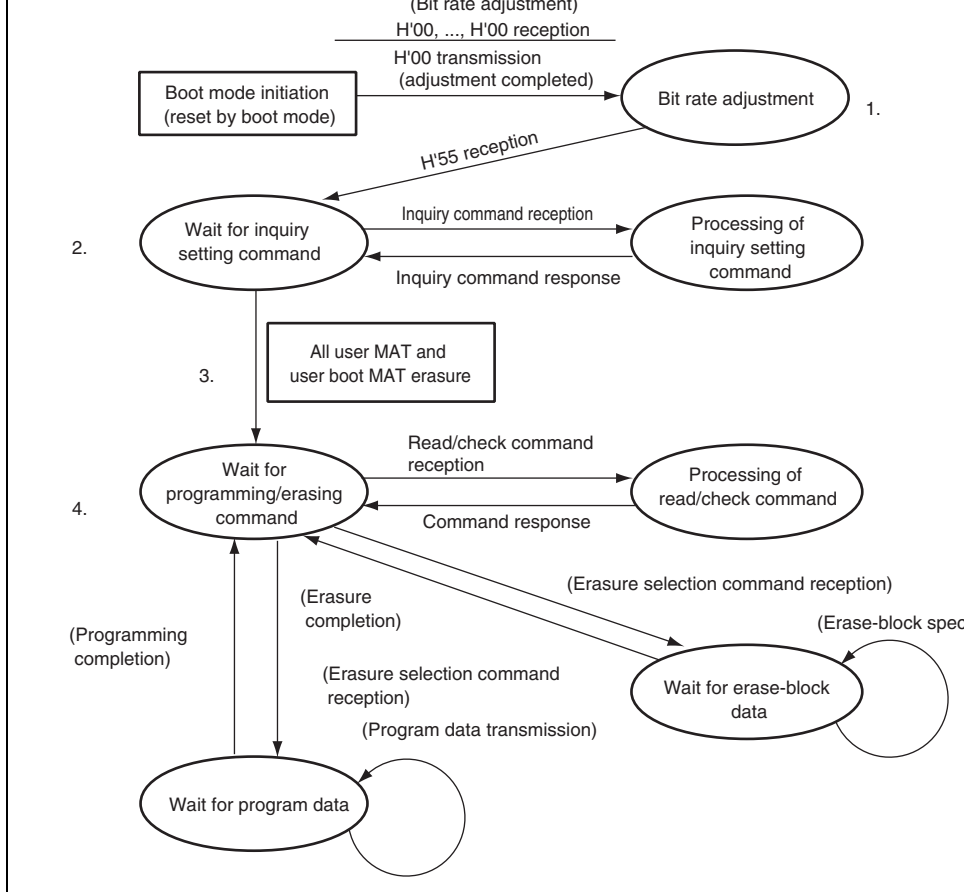 (Bit rate adjustment)
H'00, ..., H'00 reception
H'00 transmission
(adjustment completed)
Boot mode initiation
(reset by boot mode)
Bit rate adjustment
1.
H'55 reception
2.
Wait for inquiry
setting command
Inquiry command reception
Inquiry command response
Processing of
inquiry setting
command
3.
All user MAT and
user boot MAT erasure
4.
Wait for
programming/erasing
command
Read/check command
reception
Command response
Processing of
read/check command
(Erasure selection command reception)
(Erasure
completion)
(Programming
completion)
(Erase-block spec
(Erasure selection command
reception)
Wait for erase-block
data
(Program data transmission)
Wait for program data